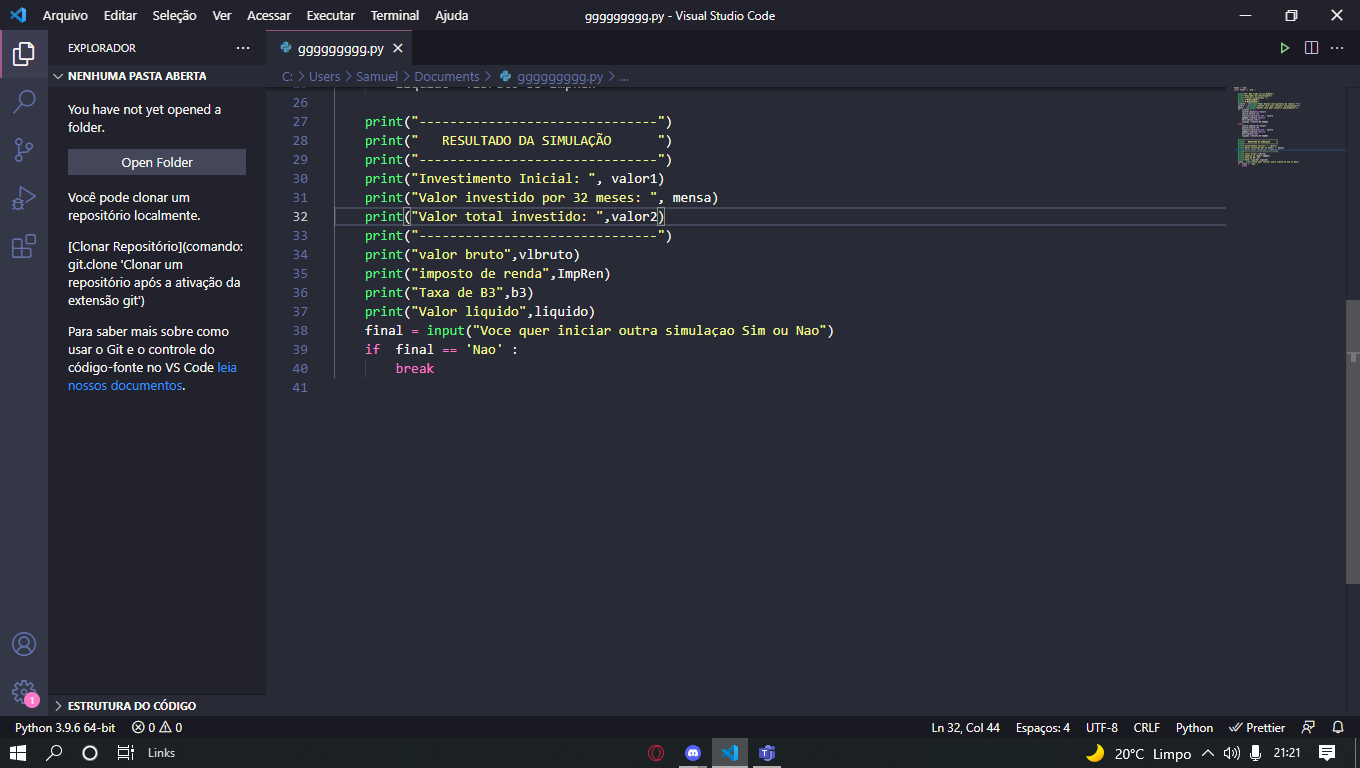 Arquivo Editar Seleção Ver Acessar Executar Terminal Ajuda
ggggggggg.py - Visual Studio Code
EXPLORADOR
ggggggggg.py
NENHUMA PASTA ABERTA
C: > Users > Samuel > Documents > ggggggggg.py > ...
You have not yet opened a
folder.
Open Folder
Você pode clonar um
repositório localmente.
[Clonar Repositório](comando:
git.clone 'Clonar um
repositório após a ativação da
extensão git')
Para saber mais sobre como
usar o Git e o controle do
código-fonte no VS Code leia
nossos documentos.
26
27 print("-------------------------------")
28 print("   RESULTADO DA SIMULAÇÃO      ")
29 print("-------------------------------")
30 print("Investimento Inicial: ", valor1)
31 print("Valor investido por 32 meses: ", mensa)
32 print("Valor total investido: ",valor2)
33 print("-------------------------------")
34 print("valor bruto",vlbruto)
35 print("imposto de renda",ImpRen)
36 print("Taxa de B3",b3)
37 print("Valor liquido",liquido)
38 final = input("Voce quer iniciar outra simulaçao Sim ou Nao")
39 if  final == 'Nao' :
40     break
41
1
ESTRUTURA DO CÓDIGO
Python 3.9.6 64-bit 0 0
Ln 32, Col 44 Espaços: 4 UTF-8 CRLF Python Prettier
Links
20°C Limpo 21:21